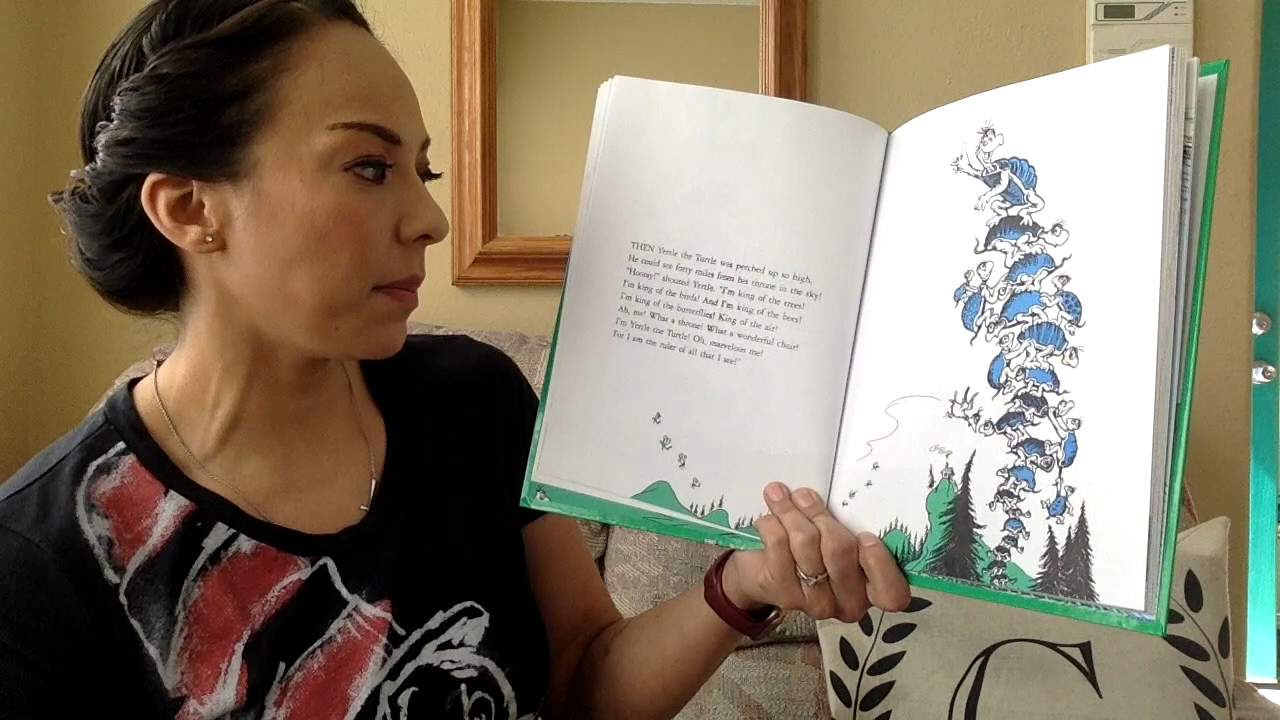 THEN Yertle the Turtle was perched up so high,
He could see forty miles from his throne in the sky!
"Hooray!" shouted Yertle. "I'm king of the trees!
I'm king of the birds! And I'm king of the bees!
I'm king of the butterflies! King of the air!
Ah, me! What a throne! What a wonderful chair!
I'm Yertle the Turtle! Oh, marvelous me!
For I am the ruler of all that I see!"
C